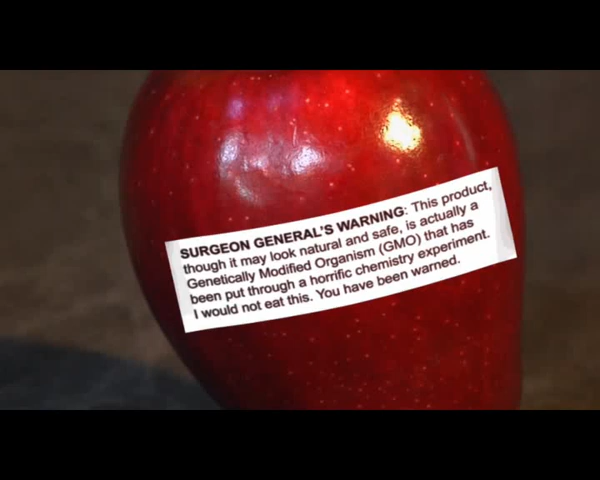 SURGEON GENERAL'S WARNING: This product,
though it may look natural and safe, is actually a
Genetically Modified Organism (GMO) that has
been put through a horrific chemistry experiment.
I would not eat this. You have been warned.